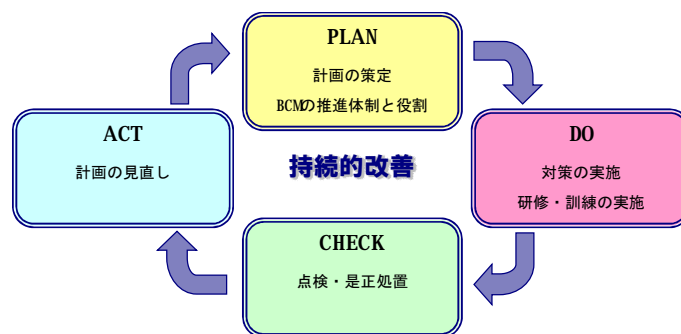 PLAN
計画の策定
BCMの推進体制と役割
ACT
計画の見直し
持続的改善
DO
対策の実施
研修・訓練の実施
CHECK
点検・是正処置